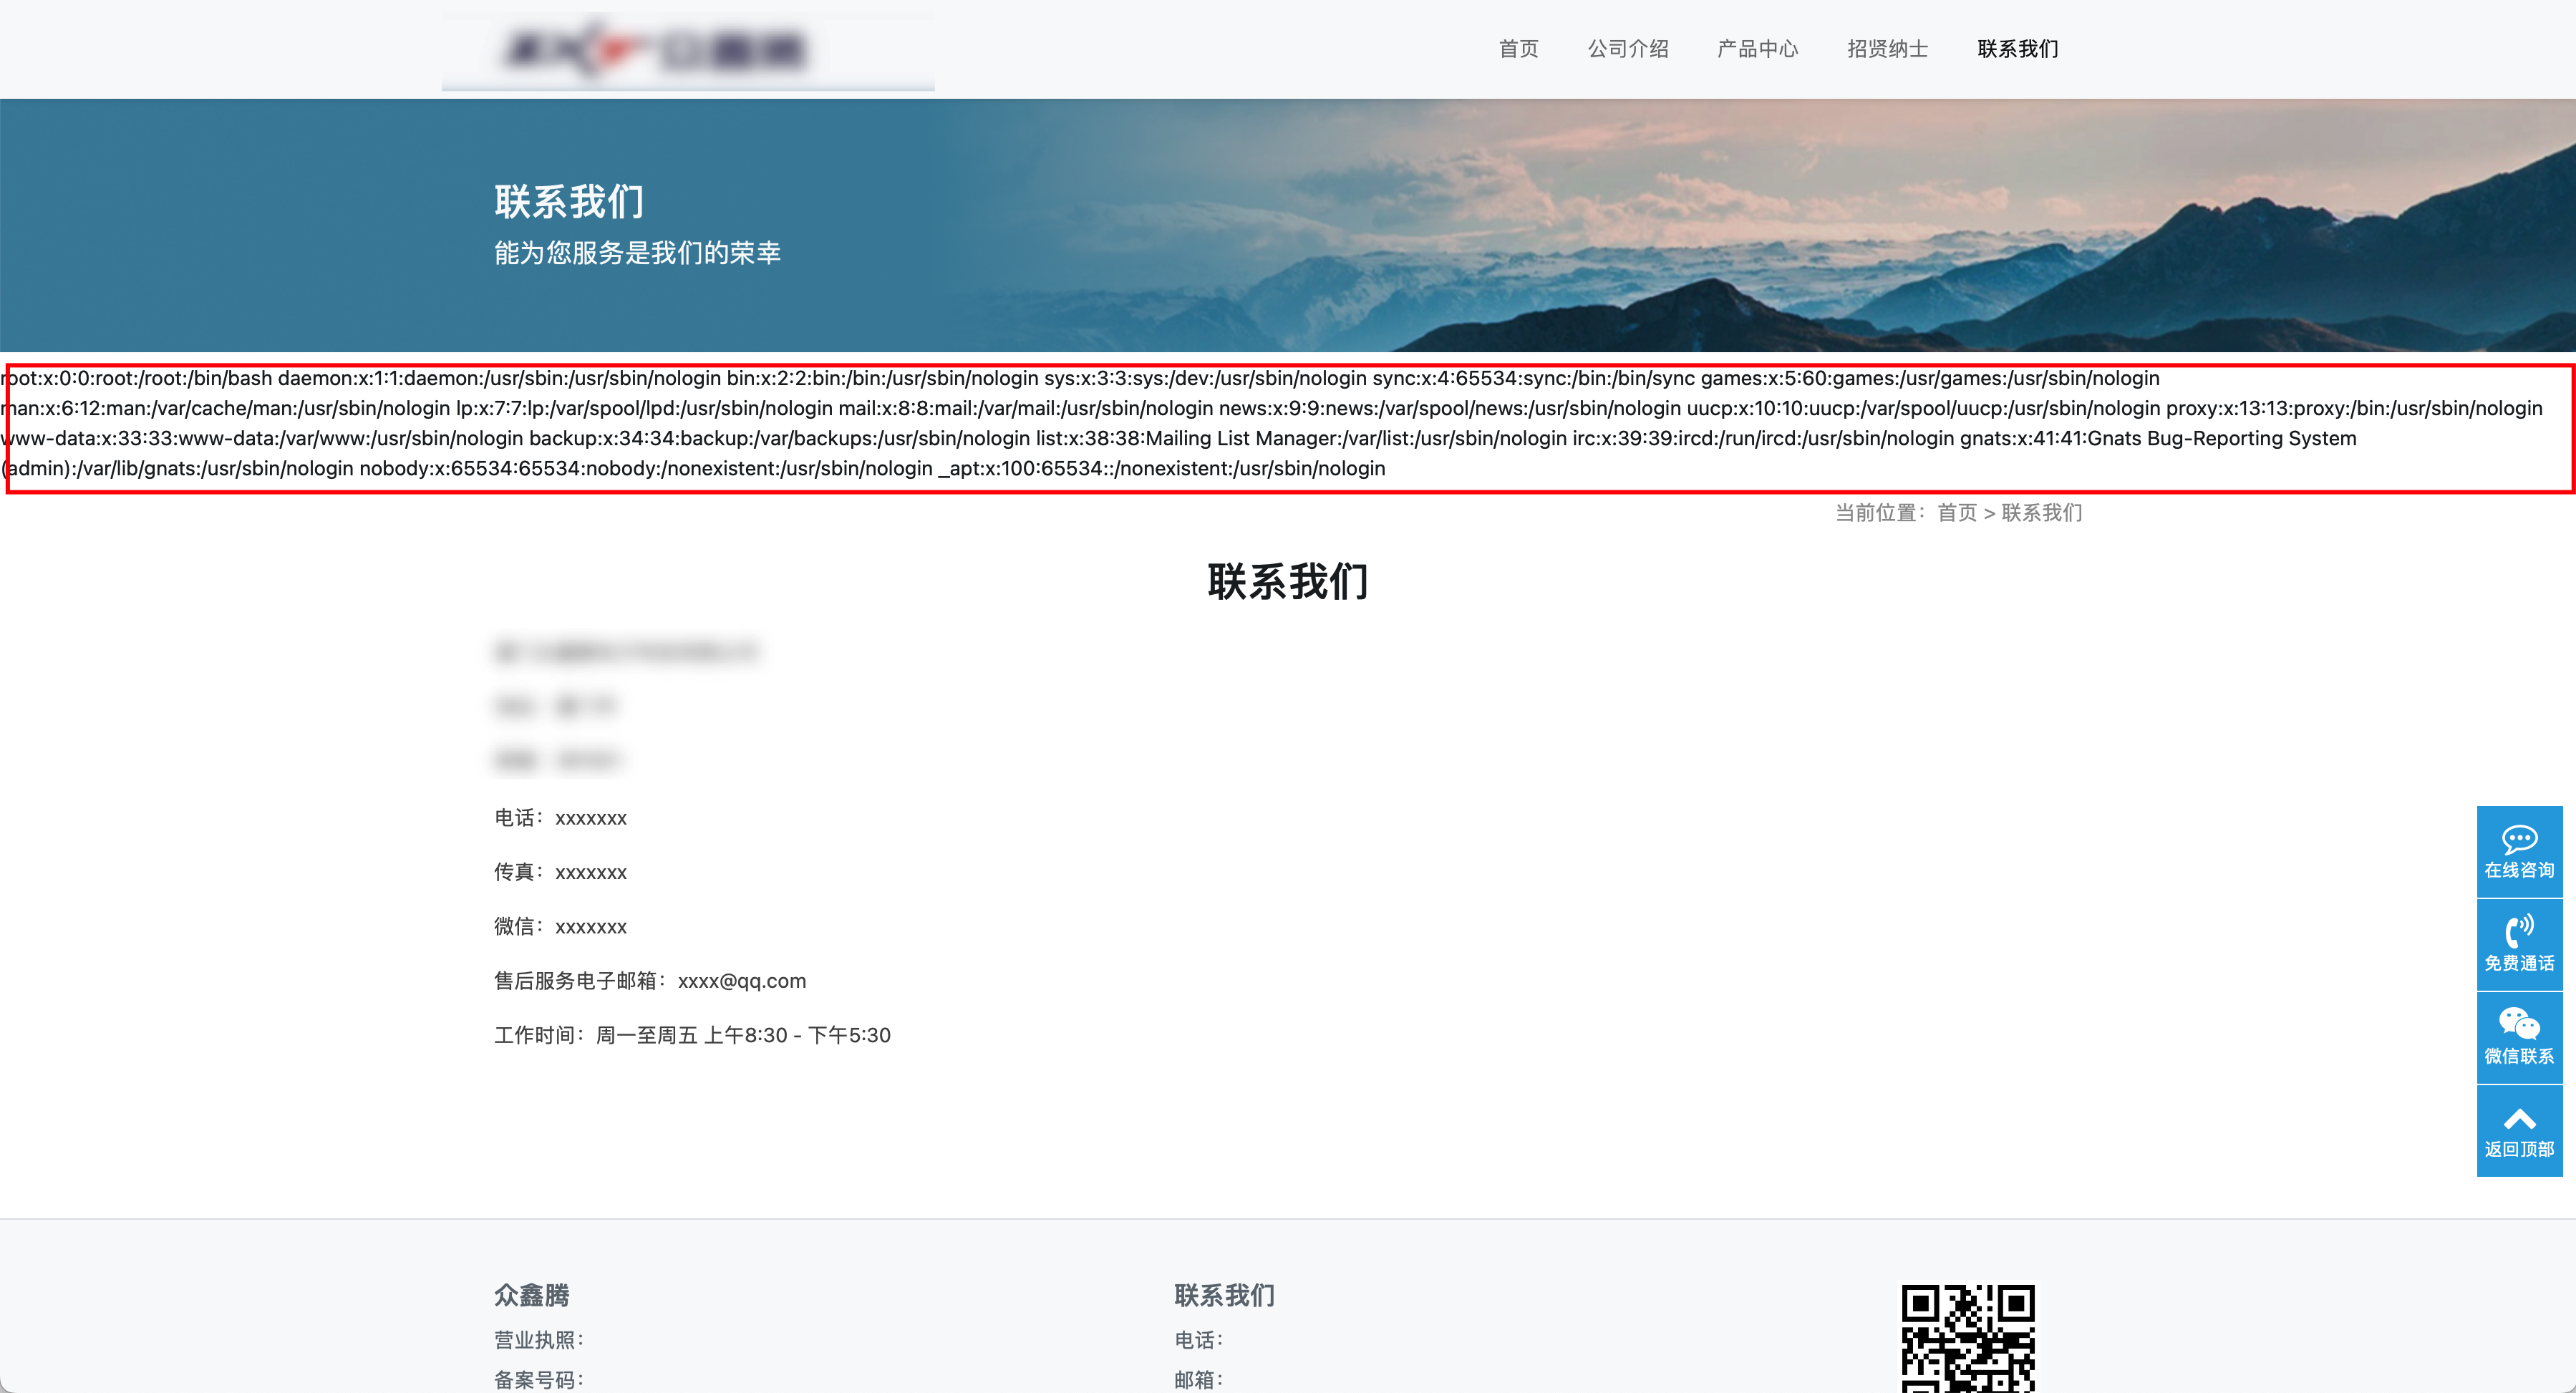 首页 公司介绍 产品中心 招贤纳士 联系我们
联系我们
能为您服务是我们的荣幸
root:x:0:0:root:/root:/bin/bash daemon:x:1:1:daemon:/usr/sbin:/usr/sbin/nologin bin:x:2:2:bin:/bin:/usr/sbin/nologin sys:x:3:3:sys:/dev:/usr/sbin/nologin sync:x:4:65534:sync:/bin:/bin/sync games:x:5:60:games:/usr/games:/usr/sbin/nologin
man:x:6:12:man:/var/cache/man:/usr/sbin/nologin lp:x:7:7:lp:/var/spool/lpd:/usr/sbin/nologin mail:x:8:8:mail:/var/mail:/usr/sbin/nologin news:x:9:9:news:/var/spool/news:/usr/sbin/nologin uucp:x:10:10:uucp:/var/spool/uucp:/usr/sbin/nologin proxy:x:13:13:proxy:/bin:/usr/sbin/nologin
www-data:x:33:33:www-data:/var/www:/usr/sbin/nologin backup:x:34:34:backup:/var/backups:/usr/sbin/nologin list:x:38:38:Mailing List Manager:/var/list:/usr/sbin/nologin irc:x:39:39:ircd:/run/ircd:/usr/sbin/nologin gnats:x:41:41:Gnats Bug-Reporting System
(admin):/var/lib/gnats:/usr/sbin/nologin nobody:x:65534:65534:nobody:/nonexistent:/usr/sbin/nologin _apt:x:100:65534::/nonexistent:/usr/sbin/nologin
当前位置：首页 > 联系我们
联系我们
电话：xxxxxxx
传真：xxxxxxx
微信：xxxxxxx
售后服务电子邮箱：xxxx@qq.com
工作时间：周一至周五 上午8:30 - 下午5:30
在线咨询
免费通话
微信联系
返回顶部
众鑫腾
营业执照：
备案号码：
联系我们
电话：
邮箱：